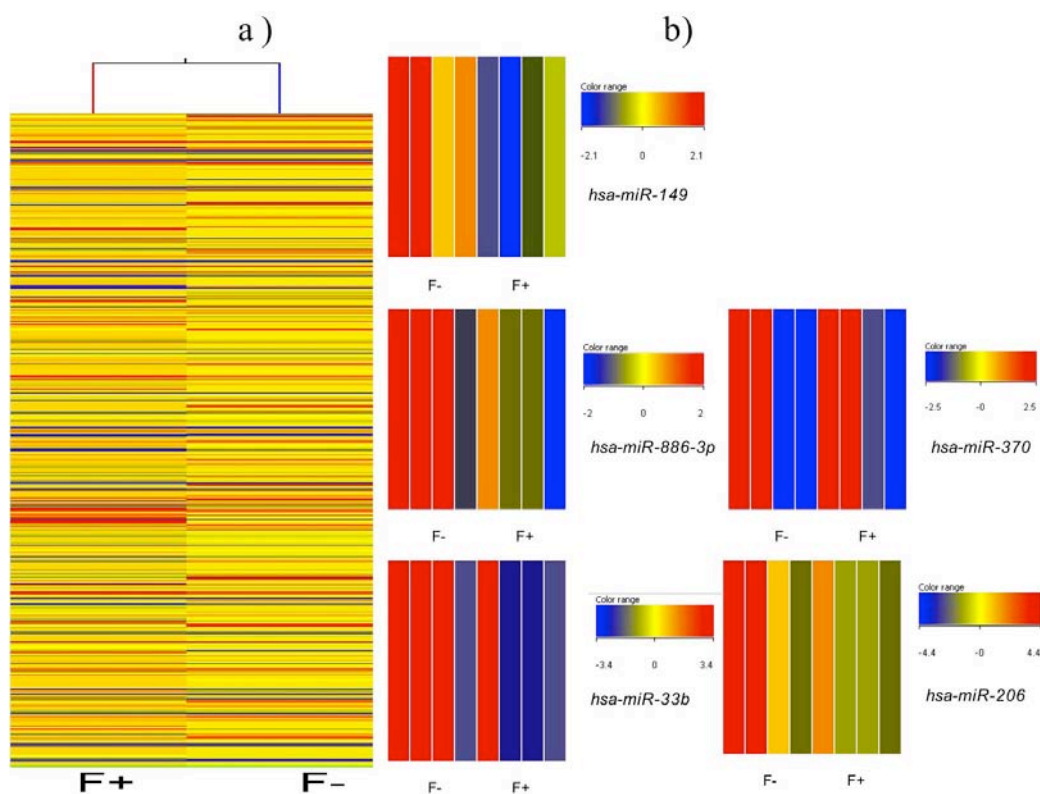 a )
b)
Color range
-2.1 0 2.1
hsa-miR-149
F- F+
Color range
-2 0 2
hsa-miR-886-3p
F- F+
Color range
-2.5 -0 2.5
hsa-miR-370
F- F+
Color range
-3.4 0 3.4
hsa-miR-33b
F- F+
Color range
-4.4 -0 4.4
hsa-miR-206
F- F+
F+ F-